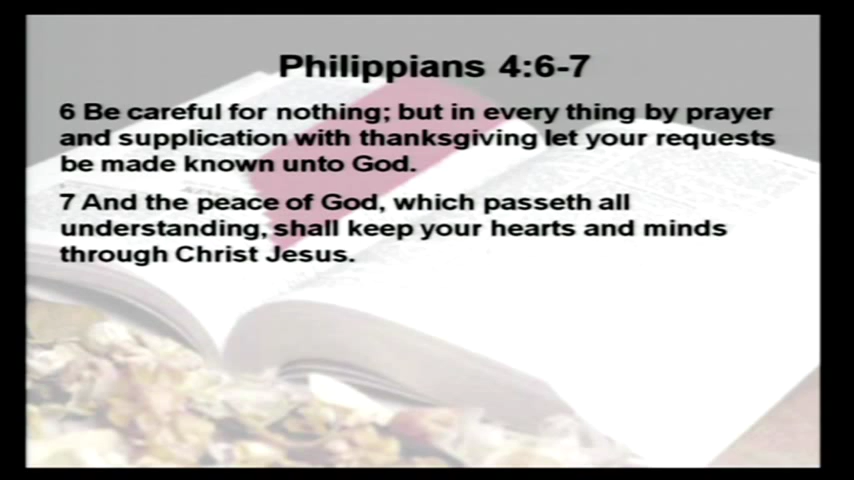 Philippians 4:6-7
6 Be careful for nothing; but in every thing by prayer
and supplication with thanksgiving let your requests
be made known unto God.
7 And the peace of God, which passeth all
understanding, shall keep your hearts and minds
through Christ Jesus.